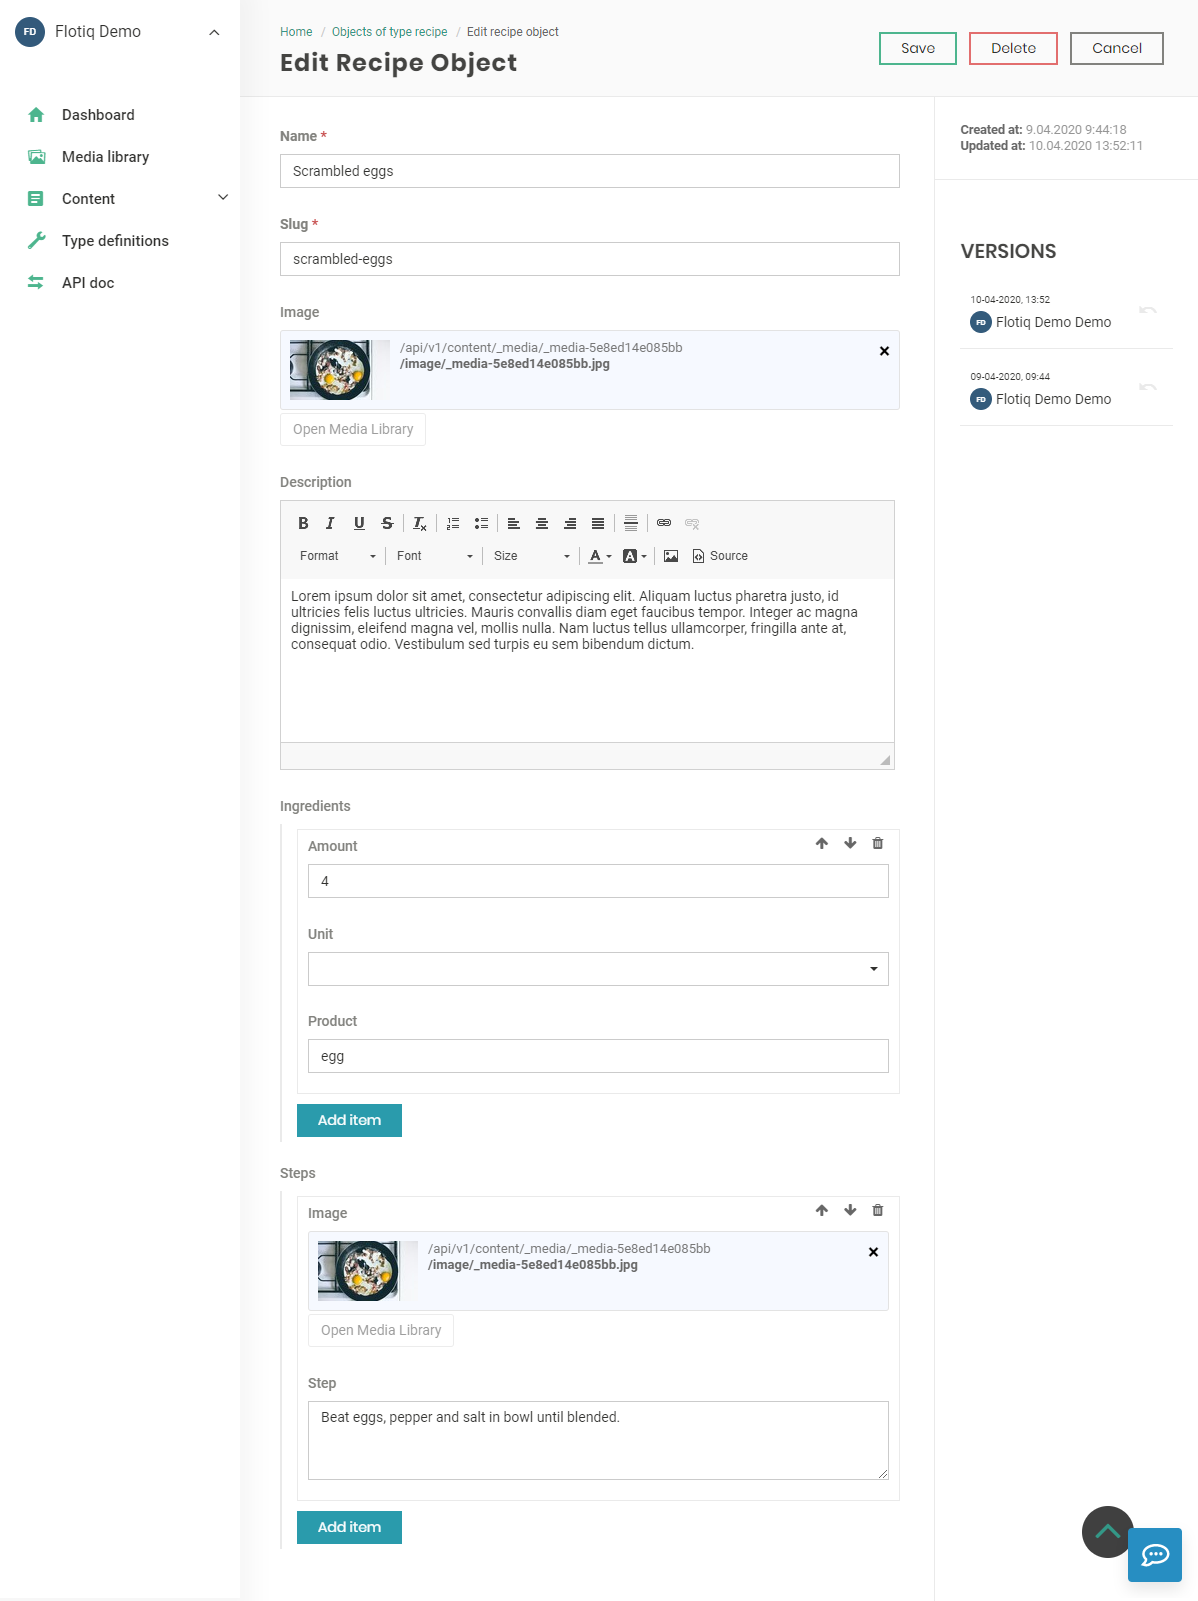 FD Flotiq Demo
Dashboard
Media library
Content
Type definitions
API doc
Home / Objects of type recipe / Edit recipe object
Edit Recipe Object
Save Delete Cancel
Name *
Scrambled eggs
Slug *
scrambled-eggs
Image
/api/v1/content/_media/_media-5e8ed14e085bb
/image/_media-5e8ed14e085bb.jpg
Open Media Library
Description
B I U S Tx
Format Font Size A A Source
Lorem ipsum dolor sit amet, consectetur adipiscing elit. Aliquam luctus pharetra justo, id
ultricies felis luctus ultricies. Mauris convallis diam eget faucibus tempor. Integer ac magna
dignissim, eleifend magna vel, mollis nulla. Nam luctus tellus ullamcorper, fringilla ante at,
consequat odio. Vestibulum sed turpis eu sem bibendum dictum.
Ingredients
Amount
4
Unit
Product
egg
Add item
Steps
Image
/api/v1/content/_media/_media-5e8ed14e085bb
/image/_media-5e8ed14e085bb.jpg
Open Media Library
Step
Beat eggs, pepper and salt in bowl until blended.
Add item
Created at: 9.04.2020 9:44:18
Updated at: 10.04.2020 13:52:11
VERSIONS
10-04-2020, 13:52
FD Flotiq Demo Demo
09-04-2020, 09:44
FD Flotiq Demo Demo